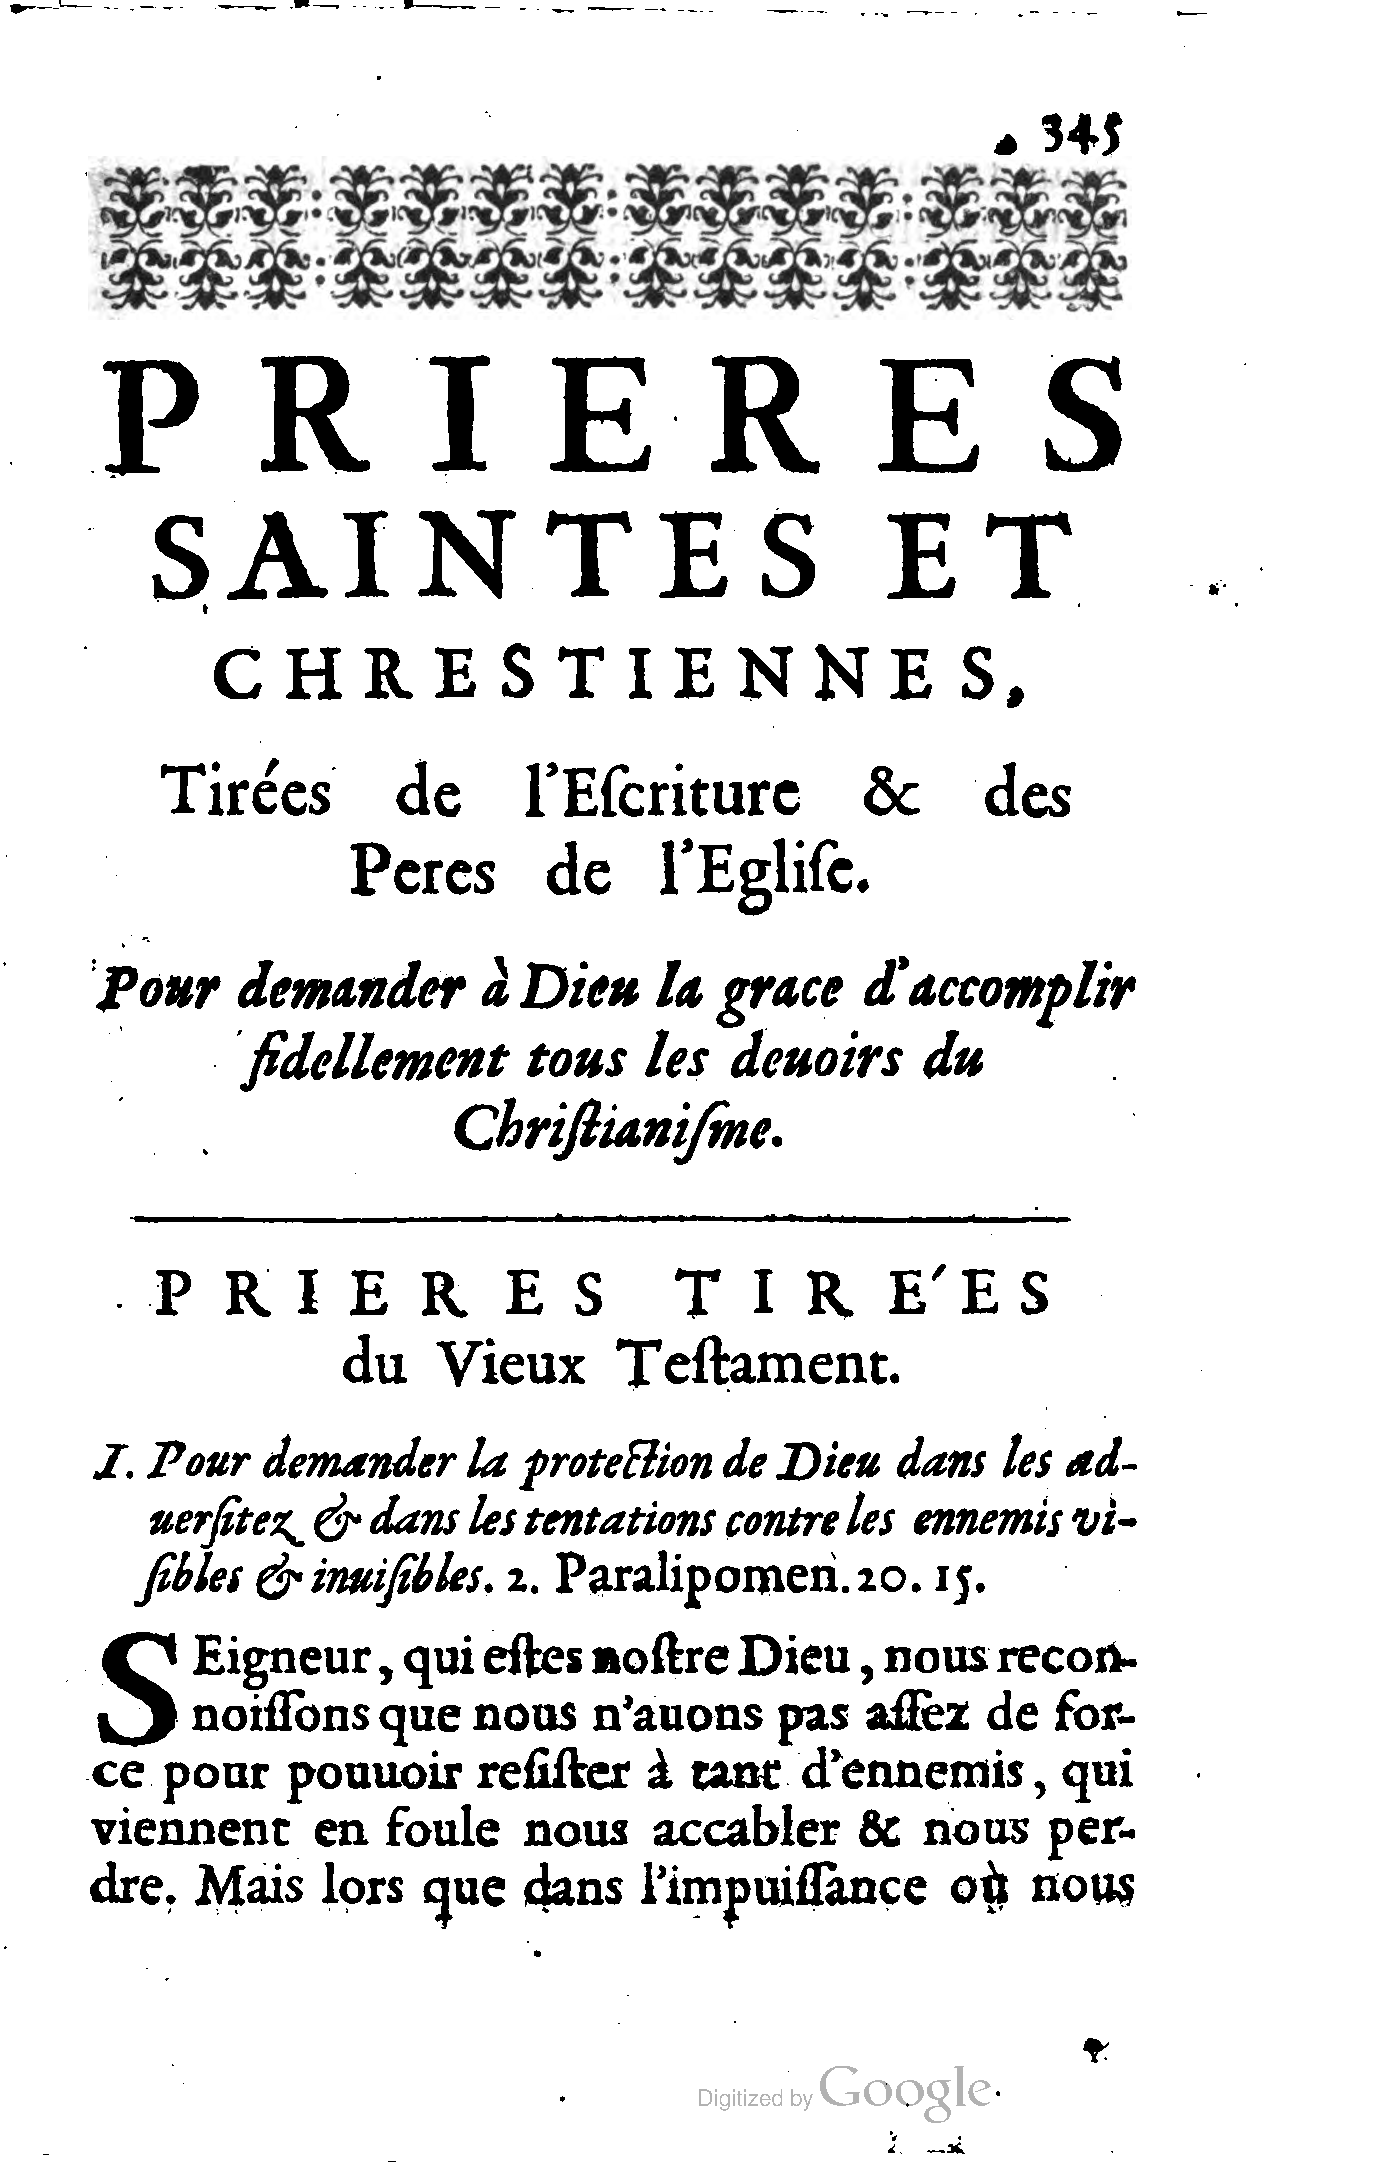 345
PRIERES
SAINTES ET
CHRESTIENNES,
Tirées de l'Eſcriture & des
Peres de l'Egliſe.
Pour demander à Dieu la grace d'accomplir
fidellement tous les deuoirs du
Chriſtianiſme.
PRIERES TIRE'ES
du Vieux Teſtament.
I. Pour demander la protection de Dieu dans les ad-
uerſitez & dans les tentations contre les ennemis vi-
ſibles & inuiſibles. 2. Paralipomen. 20. 15.
SEigneur, qui eſtes noſtre Dieu, nous recon-
noiſſons que nous n'auons pas aſſez de for-
ce pour pouuoir reſiſter à tant d'ennemis, qui
viennent en foule nous accabler & nous per-
dre. Mais lors que dans l'impuiſſance où nous
Digitized by Google